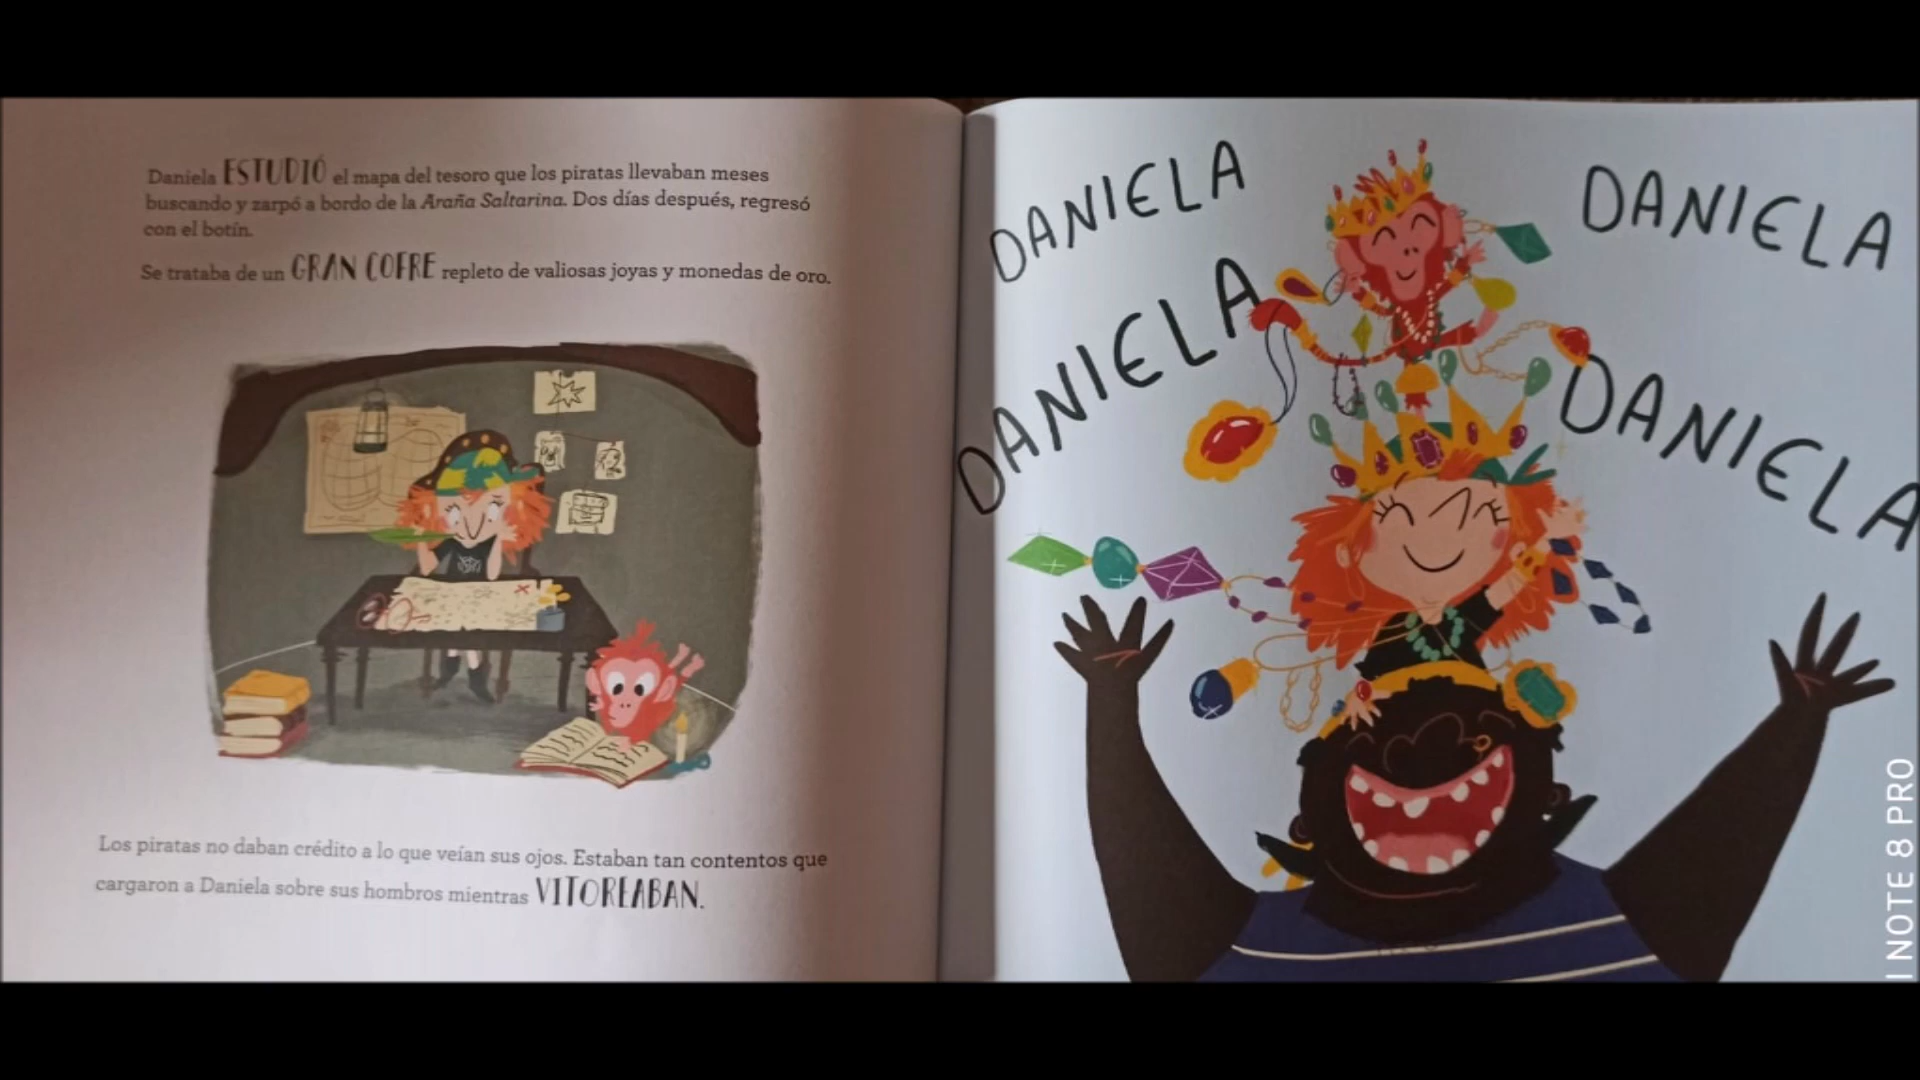 Daniela ESTUDIÓ el mapa del tesoro que los piratas llevaban meses
buscando y zarpó a bordo de la Araña Saltarina. Dos días después, regresó
con el botín.
Se trataba de un GRAN COFRE repleto de valiosas joyas y monedas de oro.
Los piratas no daban crédito a lo que veían sus ojos. Estaban tan contentos que
cargaron a Daniela sobre sus hombros mientras VITOREABAN.
DANIELA
DANIELA
DANIELA
DANIELA
I NOTE 8 PRO